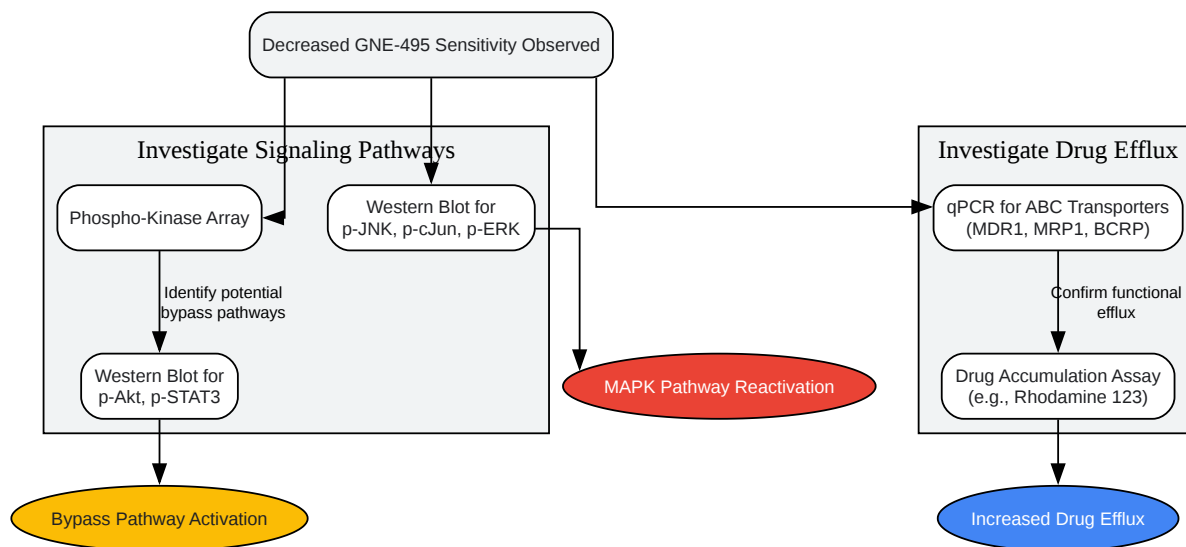 Decreased GNE-495 Sensitivity Observed
Investigate Signaling Pathways
Investigate Drug Efflux
Phospho-Kinase Array
Western Blot for
p-JNK, p-cJun, p-ERK
qPCR for ABC Transporters
(MDR1, MRP1, BCRP)
Identify potential
bypass pathways
Confirm functional
efflux
Western Blot for
p-Akt, p-STAT3
MAPK Pathway Reactivation
Drug Accumulation Assay
(e.g., Rhodamine 123)
Bypass Pathway Activation
Increased Drug Efflux